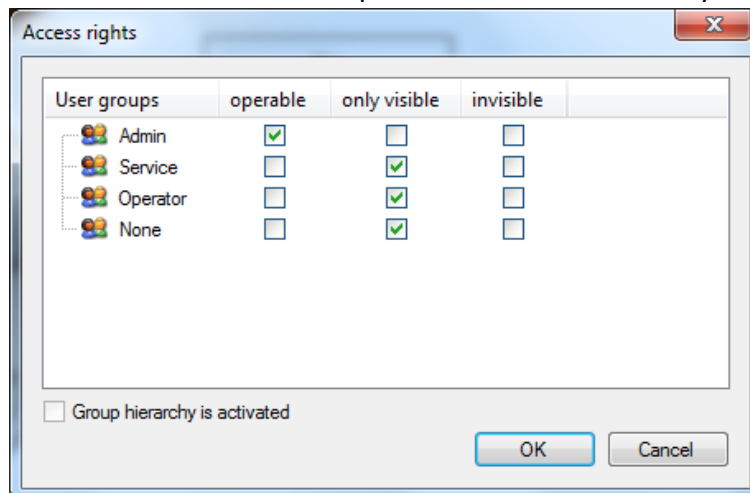 Access rights
User groups operable only visible invisible
Admin
Service
Operator
None
Group hierarchy is activated
OK Cancel